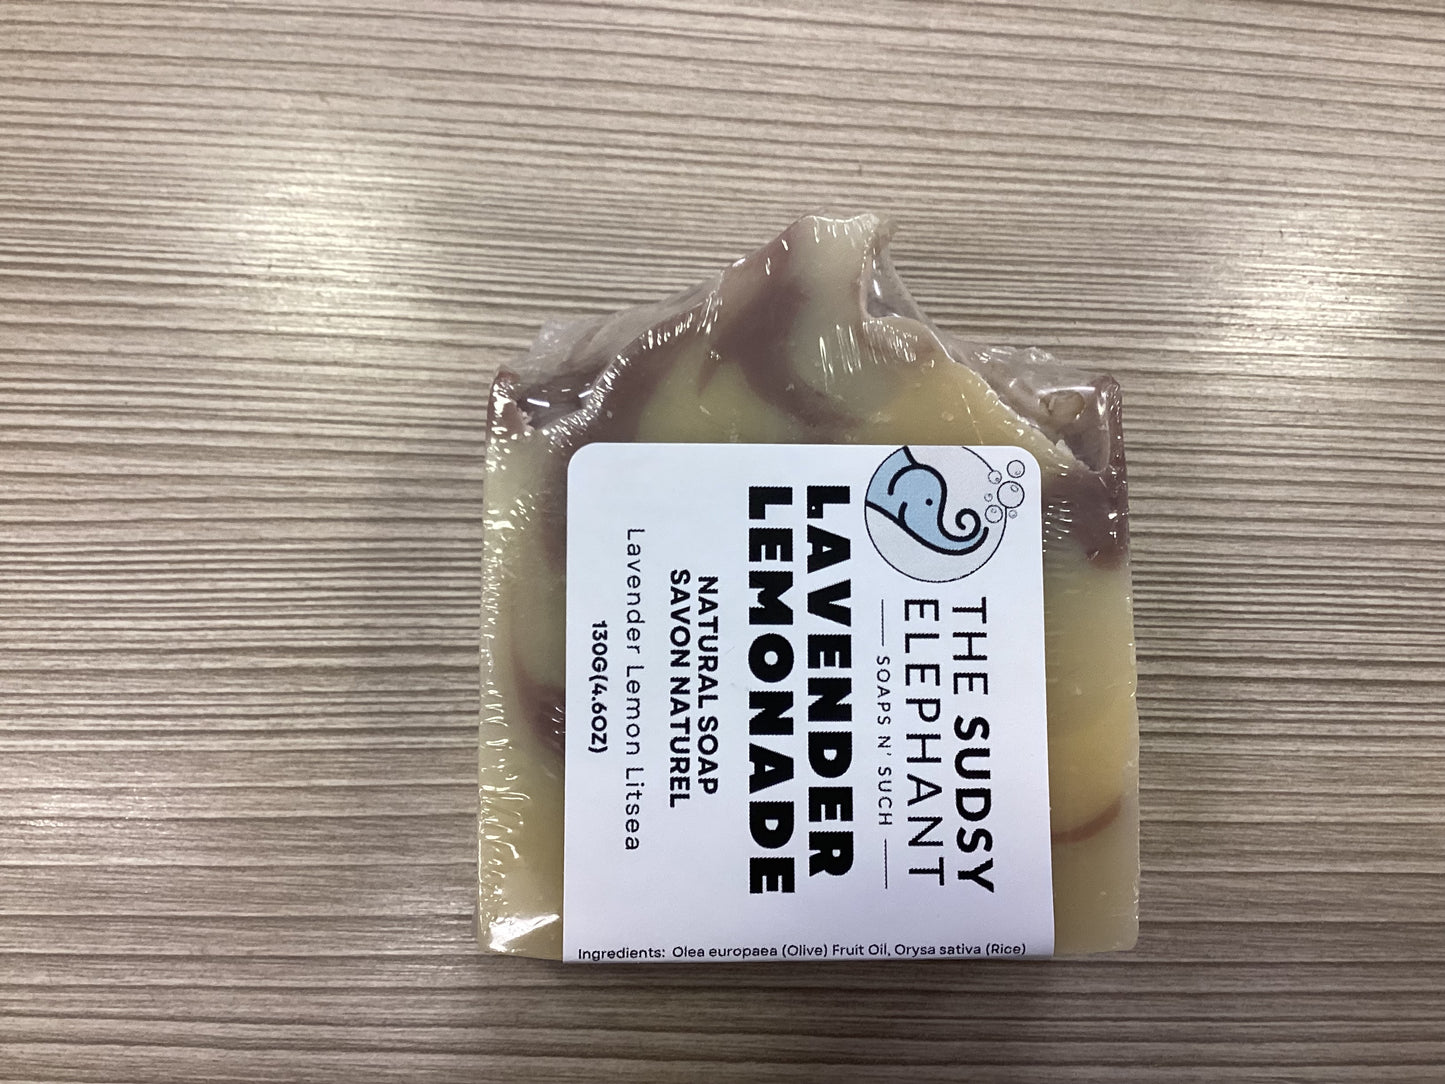 THE SUDSY
ELEPHANT
SOAPS N' SUCH
LAVENDER
LEMONADE
NATURAL SOAP
SAVON NATUREL
Lavender Lemon Litsea
130G(4.6OZ)
Ingredients: Olea europaea (Olive) Fruit Oil, Orysa sativa (Rice)